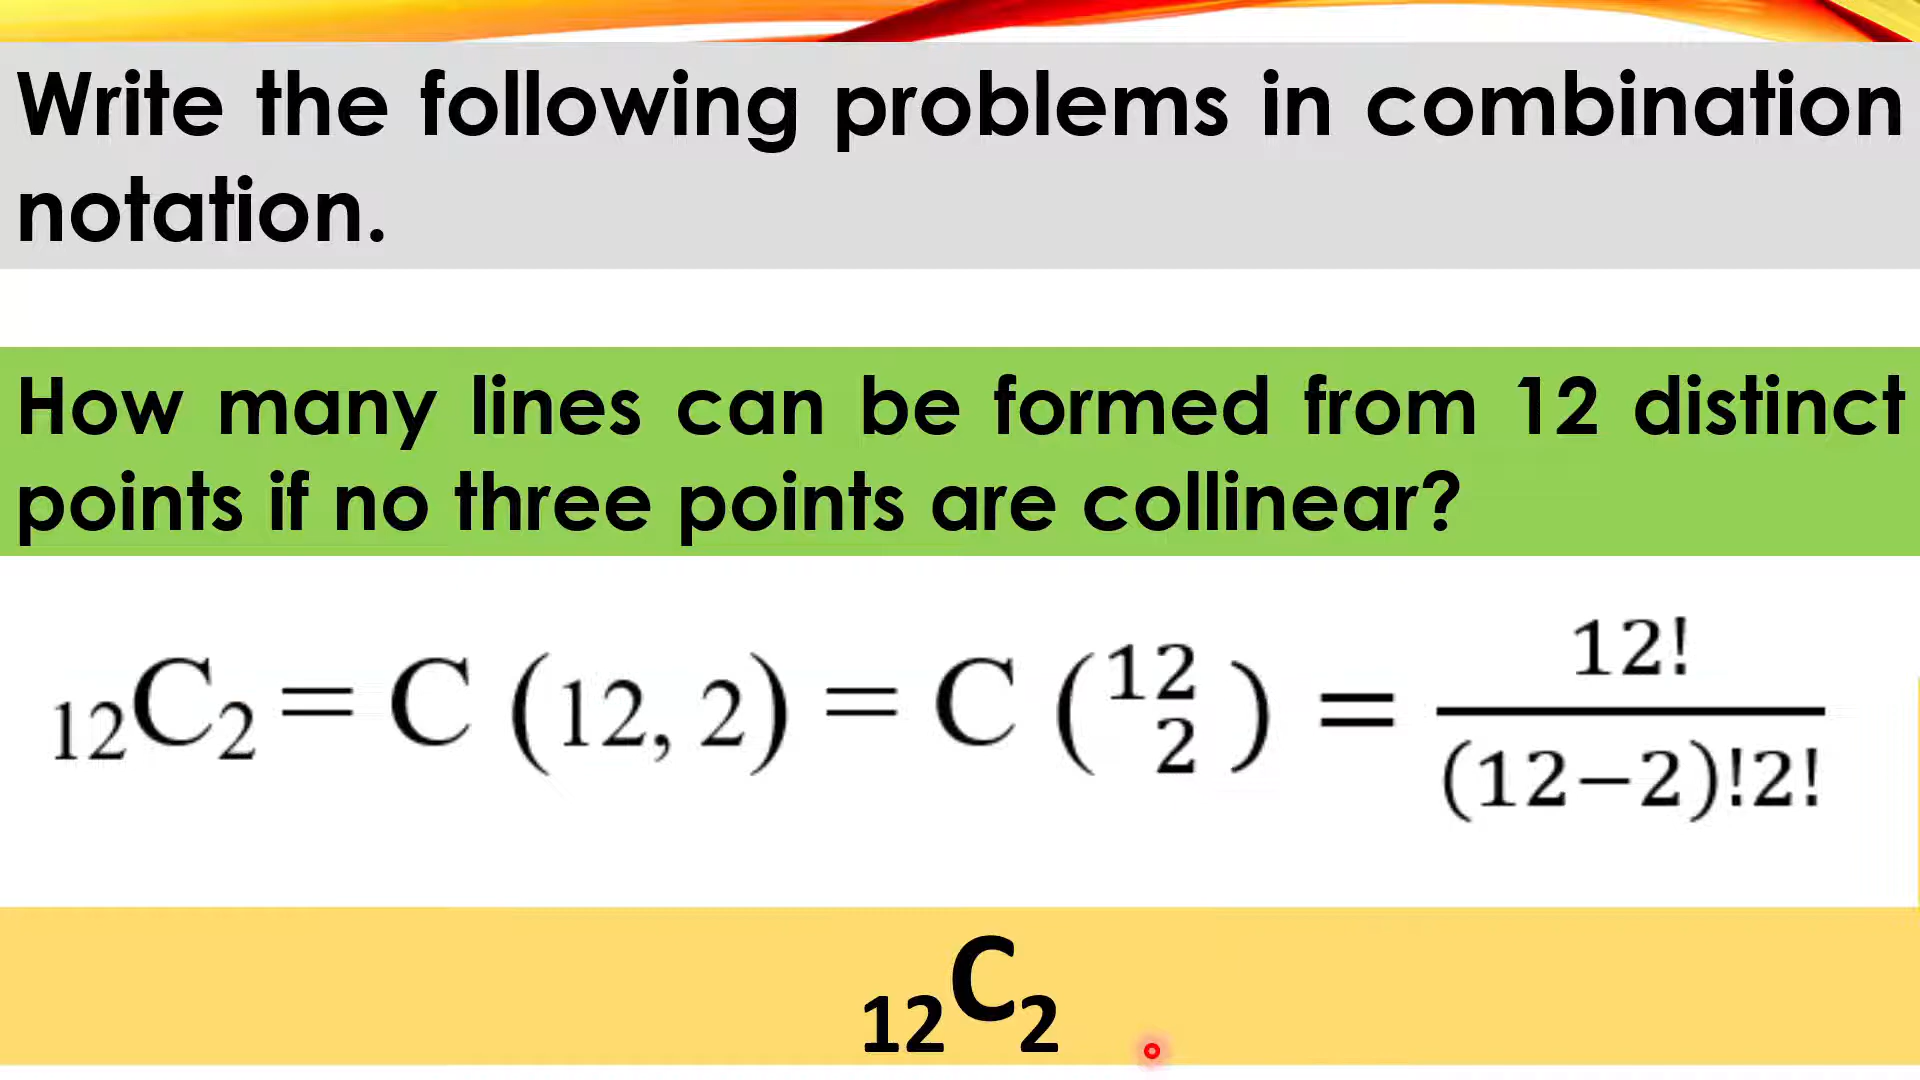 Write the following problems in combination
notation.
How many lines can be formed from 12 distinct
points if no three points are collinear?
₁₂C₂ = C (12, 2) = C (12 2) = 12! / (12−2)!2!
₁₂C₂